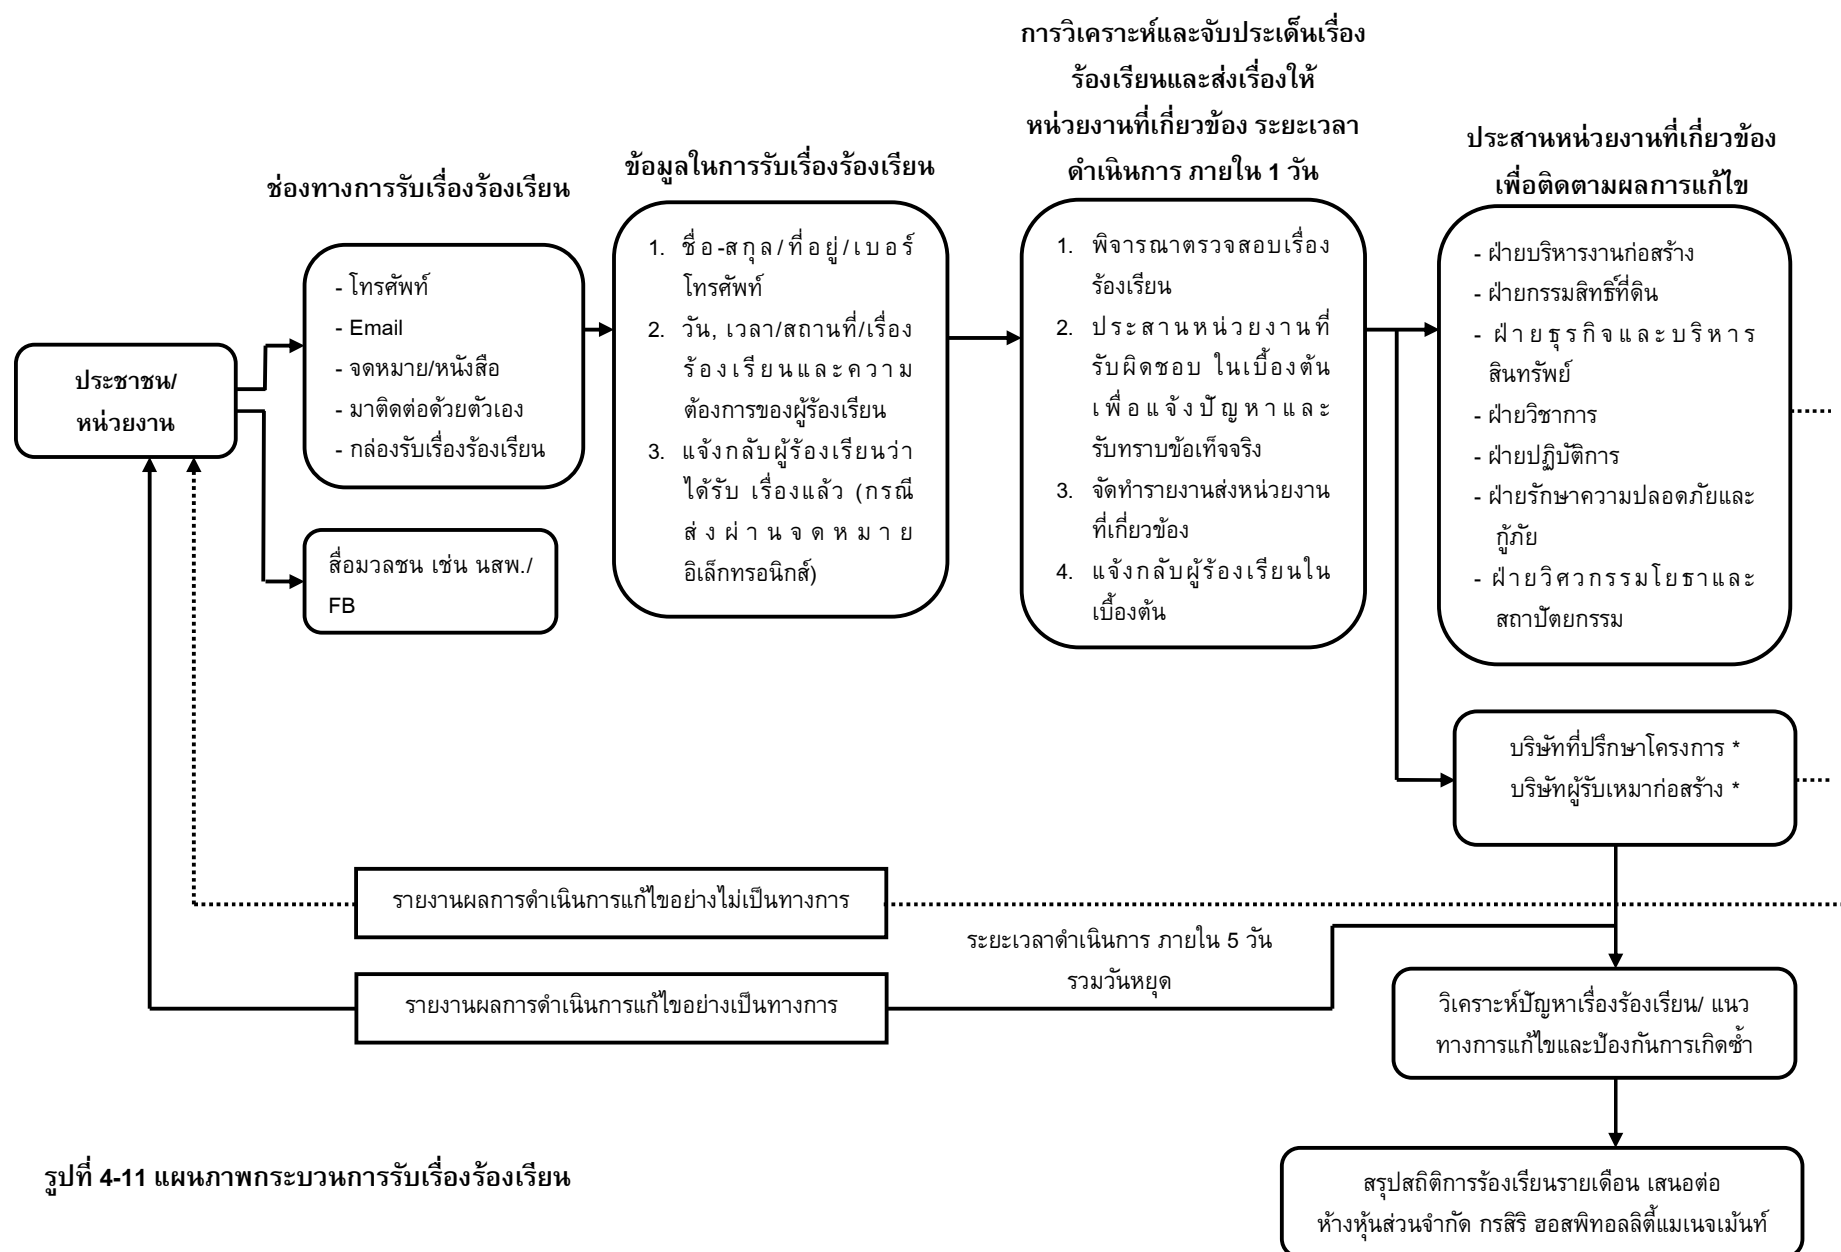 การวิเคราะห์และจับประเด็นเรื่อง
ร้องเรียนและส่งเรื่องให้
หน่วยงานที่เกี่ยวข้อง ระยะเวลา
ดำเนินการ ภายใน 1 วัน
ประสานหน่วยงานที่เกี่ยวข้อง
เพื่อติดตามผลการแก้ไข
ข้อมูลในการรับเรื่องร้องเรียน
ช่องทางการรับเรื่องร้องเรียน
ประชาชน/
หน่วยงาน
- โทรศัพท์
- Email
- จดหมาย/หนังสือ
- มาติดต่อด้วยตัวเอง
- กล่องรับเรื่องร้องเรียน
สื่อมวลชน เช่น นสพ./
FB
1. ชื่อ-สกุล/ที่อยู่/เบอร์
โทรศัพท์
2. วัน, เวลา/สถานที่/เรื่อง
ร้องเรียนและความ
ต้องการของผู้ร้องเรียน
3. แจ้งกลับผู้ร้องเรียนว่า
ได้รับ เรื่องแล้ว (กรณี
ส่งผ่านจดหมาย
อิเล็กทรอนิกส์)
1. พิจารณาตรวจสอบเรื่อง
ร้องเรียน
2. ประสานหน่วยงานที่
รับผิดชอบ ในเบื้องต้น
เพื่อแจ้งปัญหาและ
รับทราบข้อเท็จจริง
3. จัดทำรายงานส่งหน่วยงาน
ที่เกี่ยวข้อง
4. แจ้งกลับผู้ร้องเรียนใน
เบื้องต้น
- ฝ่ายบริหารงานก่อสร้าง
- ฝ่ายกรรมสิทธิ์ที่ดิน
- ฝ่ายธุรกิจและบริหาร
สินทรัพย์
- ฝ่ายวิชาการ
- ฝ่ายปฏิบัติการ
- ฝ่ายรักษาความปลอดภัยและ
กู้ภัย
- ฝ่ายวิศวกรรมโยธาและ
สถาปัตยกรรม
บริษัทที่ปรึกษาโครงการ *
บริษัทผู้รับเหมาก่อสร้าง *
รายงานผลการดำเนินการแก้ไขอย่างไม่เป็นทางการ
ระยะเวลาดำเนินการ ภายใน 5 วัน
รวมวันหยุด
รายงานผลการดำเนินการแก้ไขอย่างเป็นทางการ
วิเคราะห์ปัญหาเรื่องร้องเรียน/ แนว
ทางการแก้ไขและป้องกันการเกิดซ้ำ
สรุปสถิติการร้องเรียนรายเดือน เสนอต่อ
ห้างหุ้นส่วนจำกัด กรสิริ ฮอสพิทอลลิตี้แมเนจเม้นท์
รูปที่ 4-11 แผนภาพกระบวนการรับเรื่องร้องเรียน